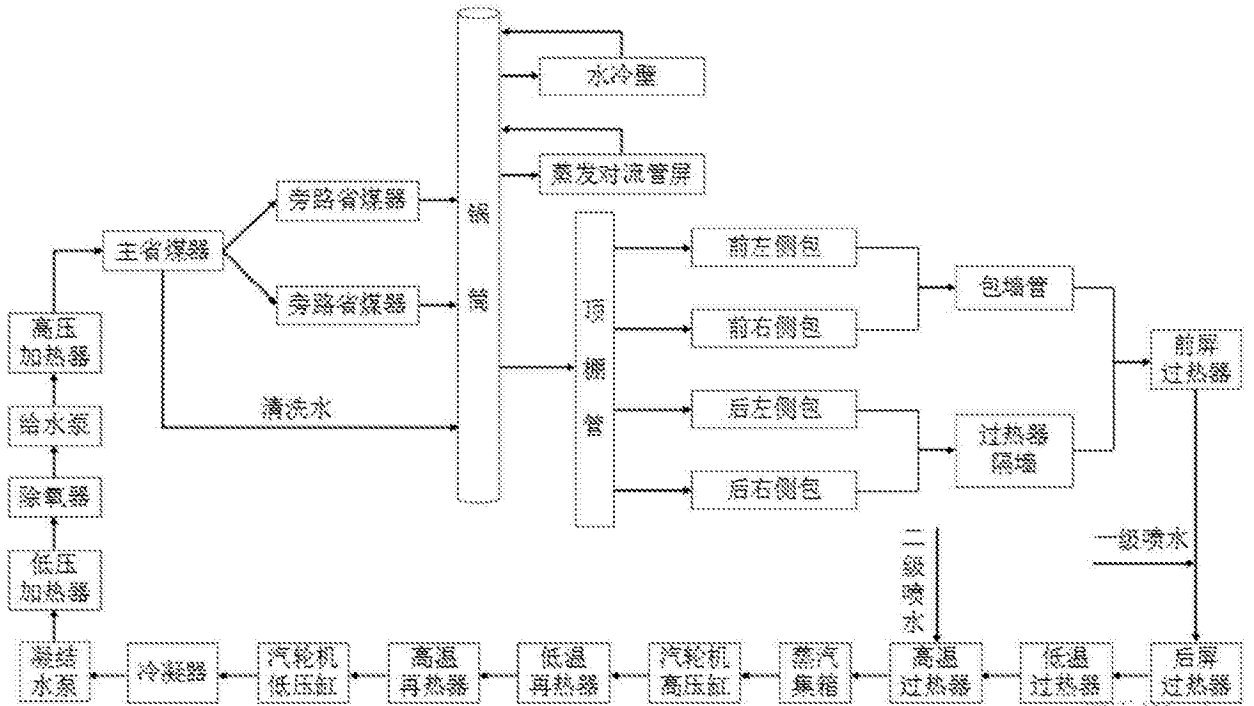 水冷壁
蒸发对流管屏
旁路省煤器
锅筒
主省煤器
旁路省煤器
顶棚管
前左侧包
前右侧包
后左侧包
后右侧包
包墙管
过热器
隔墙
前屏
过热器
高压
加热器
给水泵
除氧器
低压
加热器
清洗水
二级喷水
一级喷水
凝结
水泵
冷凝器
汽轮机
低压缸
高温
再热器
低温
再热器
汽轮机
高压缸
蒸汽
集箱
高温
过热器
低温
过热器
后屏
过热器